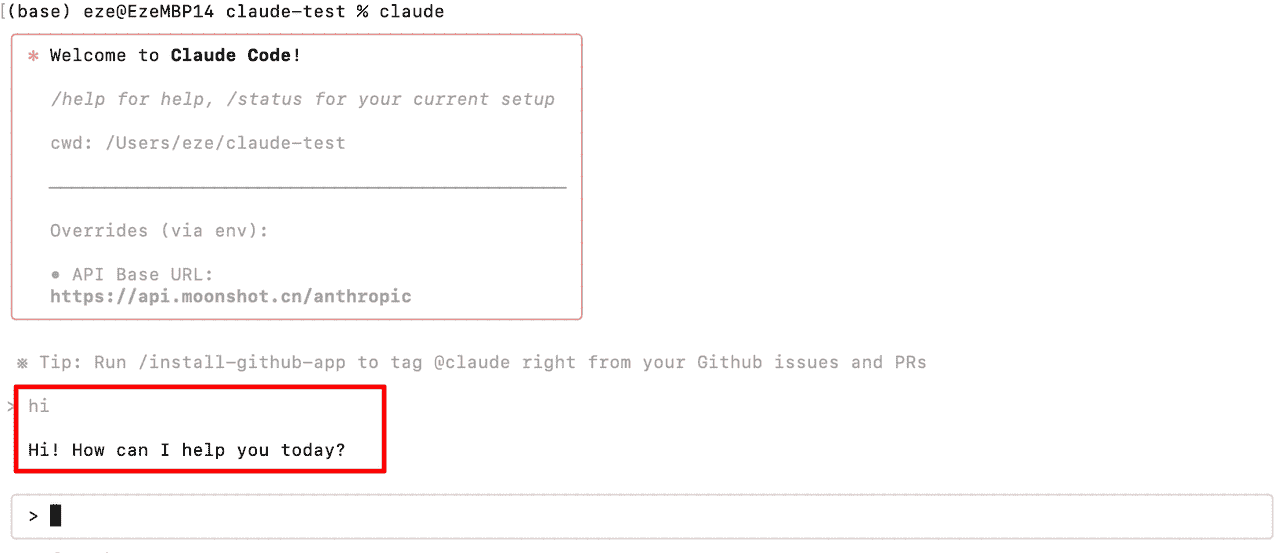 [(base) eze@EzeMBP14 claude-test % claude
* Welcome to Claude Code!
/help for help, /status for your current setup
cwd: /Users/eze/claude-test
Overrides (via env):
• API Base URL:
https://api.moonshot.cn/anthropic
※ Tip: Run /install-github-app to tag @claude right from your Github issues and PRs
> hi
Hi! How can I help you today?
>